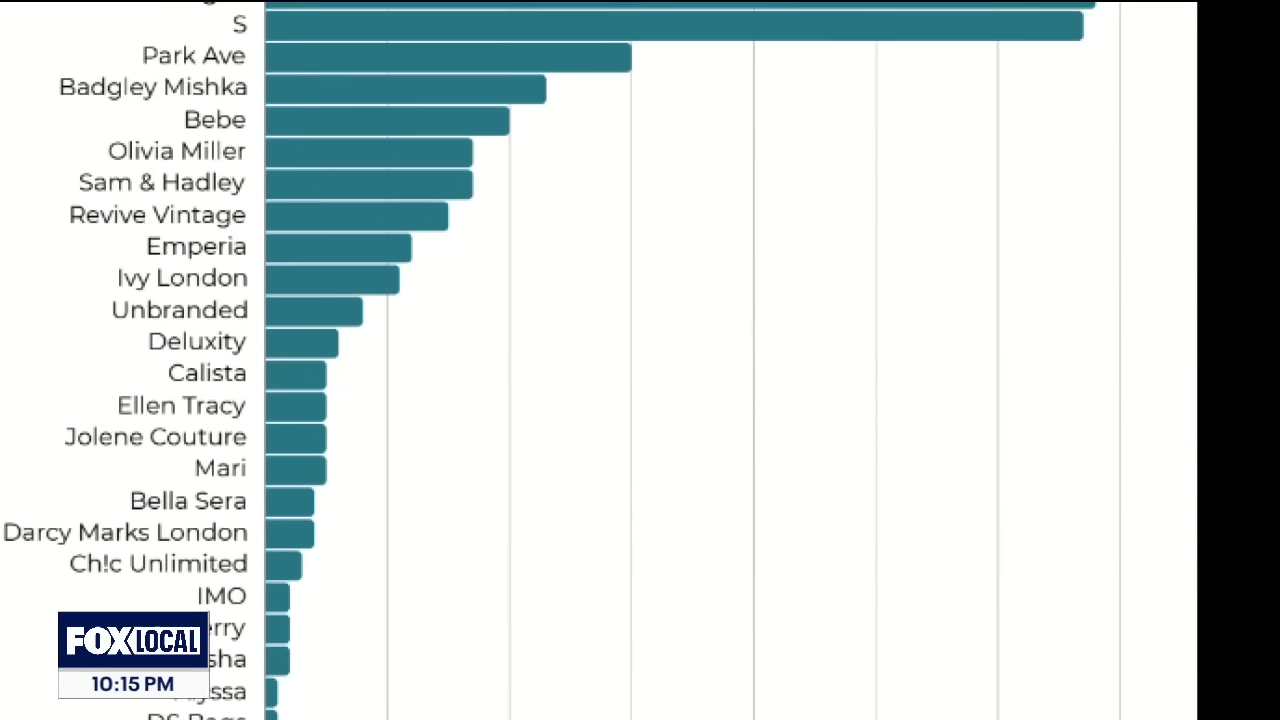 S
Park Ave
Badgley Mishka
Bebe
Olivia Miller
Sam & Hadley
Revive Vintage
Emperia
Ivy London
Unbranded
Deluxity
Calista
Ellen Tracy
Jolene Couture
Mari
Bella Sera
Darcy Marks London
Ch!c Unlimited
IMO
FOX LOCAL
10:15 PM